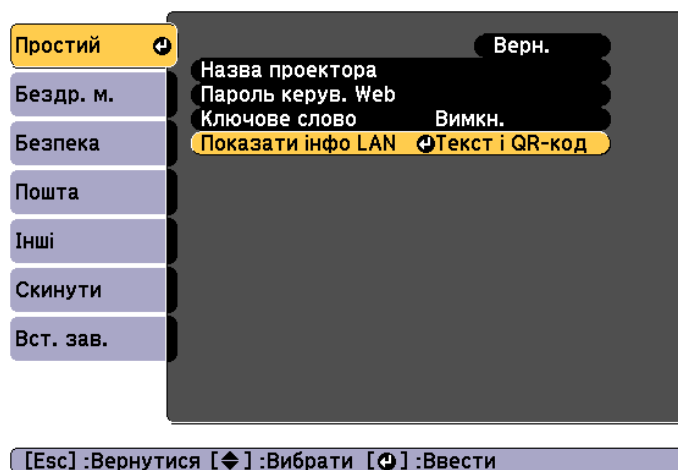 Простий
Верн.
Назва проектора
Бездр. м.
Пароль керув. Web
Ключове слово Вимкн.
Безпека
Показати інфо LAN Текст і QR-код
Пошта
Інші
Скинути
Вст. зав.
[Esc] :Вернутися [◆] :Вибрати [↵] :Ввести